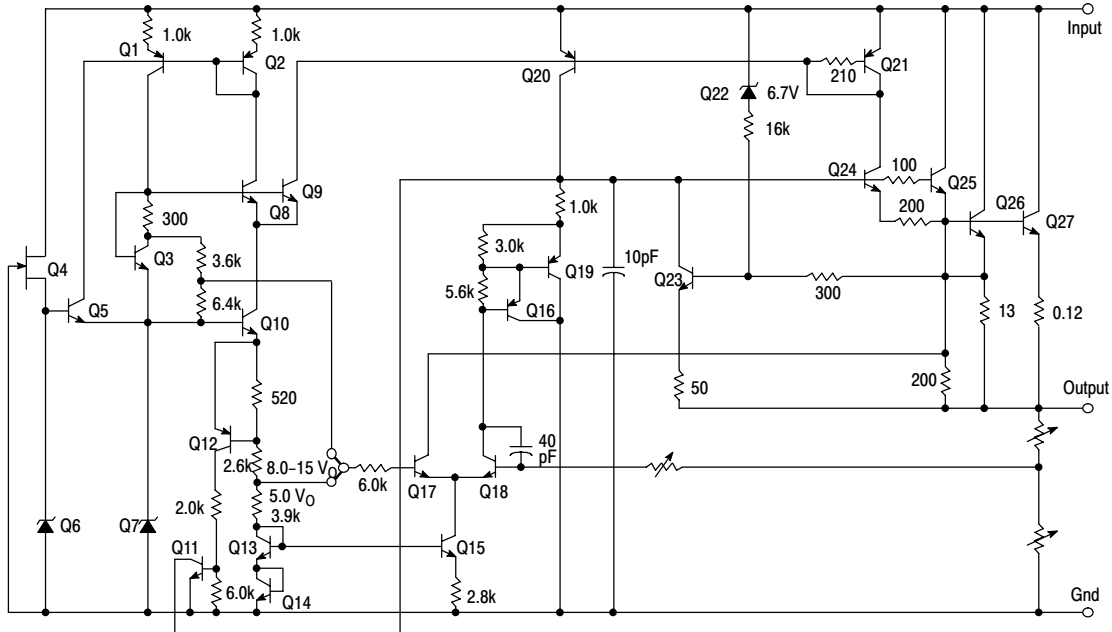 Input
1.0k
1.0k
Q1
Q2
Q20
Q21
210
Q22
6.7V
16k
Q9
Q8
Q24
100
Q25
200
Q26
Q27
300
Q3
3.6k
1.0k
3.0k
Q19
10pF
Q23
Q4
Q5
6.4k
Q10
5.6k
Q16
300
13
0.12
520
50
200
Output
Q12
2.6k
8.0–15 VO
40
pF
6.0k
Q17
Q18
5.0 VO
2.0k
3.9k
Q6
Q7
Q11
Q13
Q15
6.0k
Q14
2.8k
Gnd